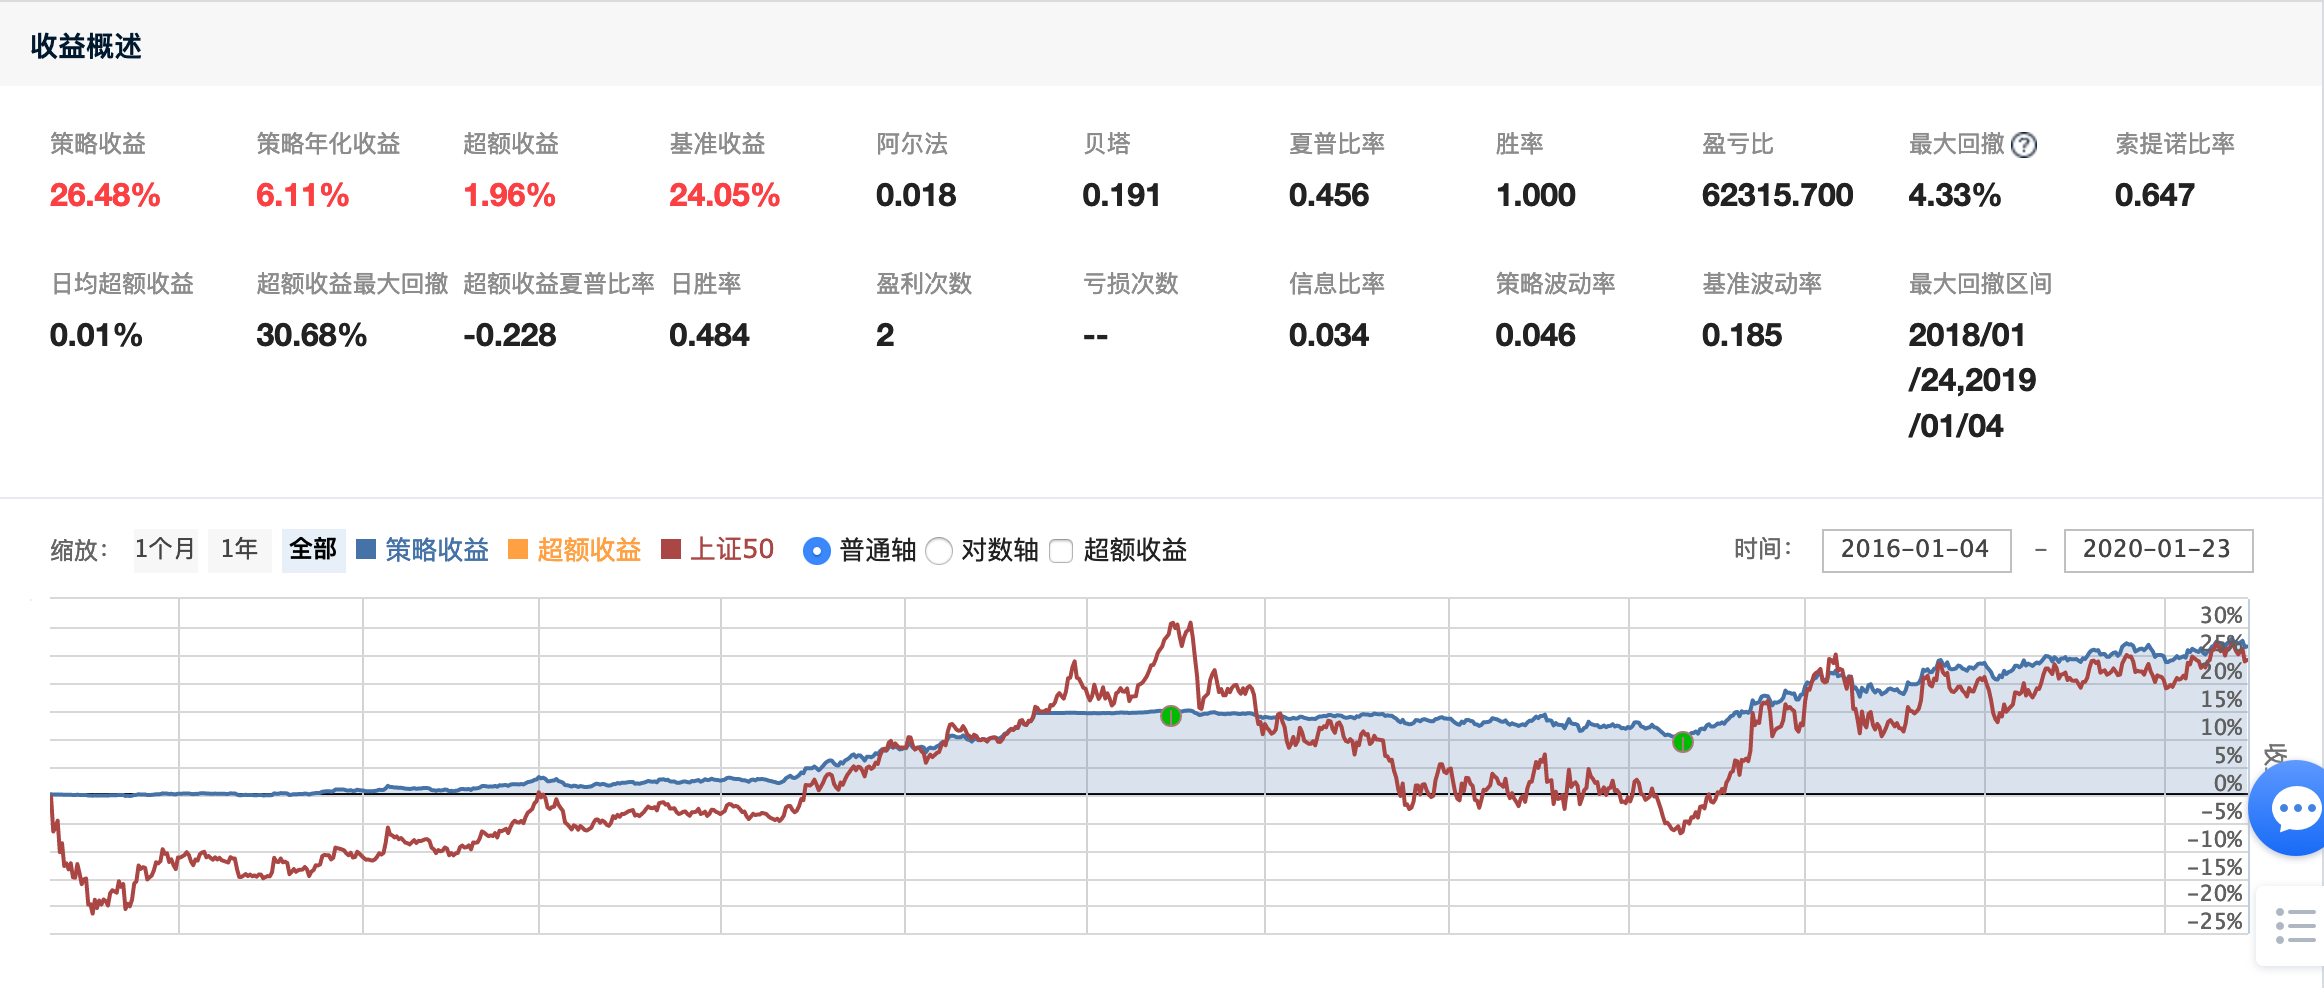 收益概述
策略收益 策略年化收益 超额收益 基准收益 阿尔法 贝塔 夏普比率 胜率 盈亏比 最大回撤 ? 索提诺比率
26.48% 6.11% 1.96% 24.05% 0.018 0.191 0.456 1.000 62315.700 4.33% 0.647
日均超额收益 超额收益最大回撤 超额收益夏普比率 日胜率 盈利次数 亏损次数 信息比率 策略波动率 基准波动率 最大回撤区间
0.01% 30.68% -0.228 0.484 2 -- 0.034 0.046 0.185 2018/01
/24,2019
/01/04
缩放： 1个月 1年 全部 策略收益 超额收益 上证50 普通轴 对数轴 超额收益 时间： 2016-01-04 - 2020-01-23
30%
25%
20%
15%
10%
5%
收
0%
-5%
-10%
-15%
-20%
-25%